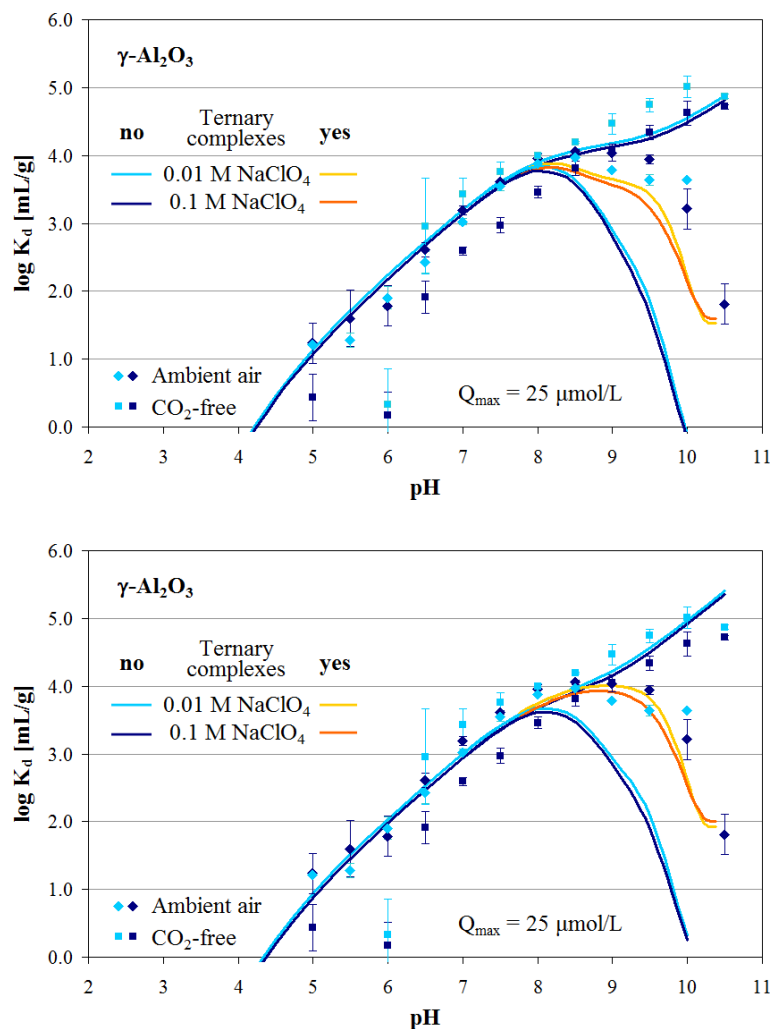 6.0
γ-Al₂O₃
5.0
Ternary
no complexes yes
4.0
0.01 M NaClO₄
0.1 M NaClO₄
3.0
log K_d [mL/g]
2.0
1.0
Ambient air
CO₂-free
Q_max = 25 µmol/L
0.0
2 3 4 5 6 7 8 9 10 11
pH
6.0
γ-Al₂O₃
5.0
Ternary
no complexes yes
4.0
0.01 M NaClO₄
0.1 M NaClO₄
3.0
log K_d [mL/g]
2.0
1.0
Ambient air
CO₂-free
Q_max = 25 µmol/L
0.0
2 3 4 5 6 7 8 9 10 11
pH